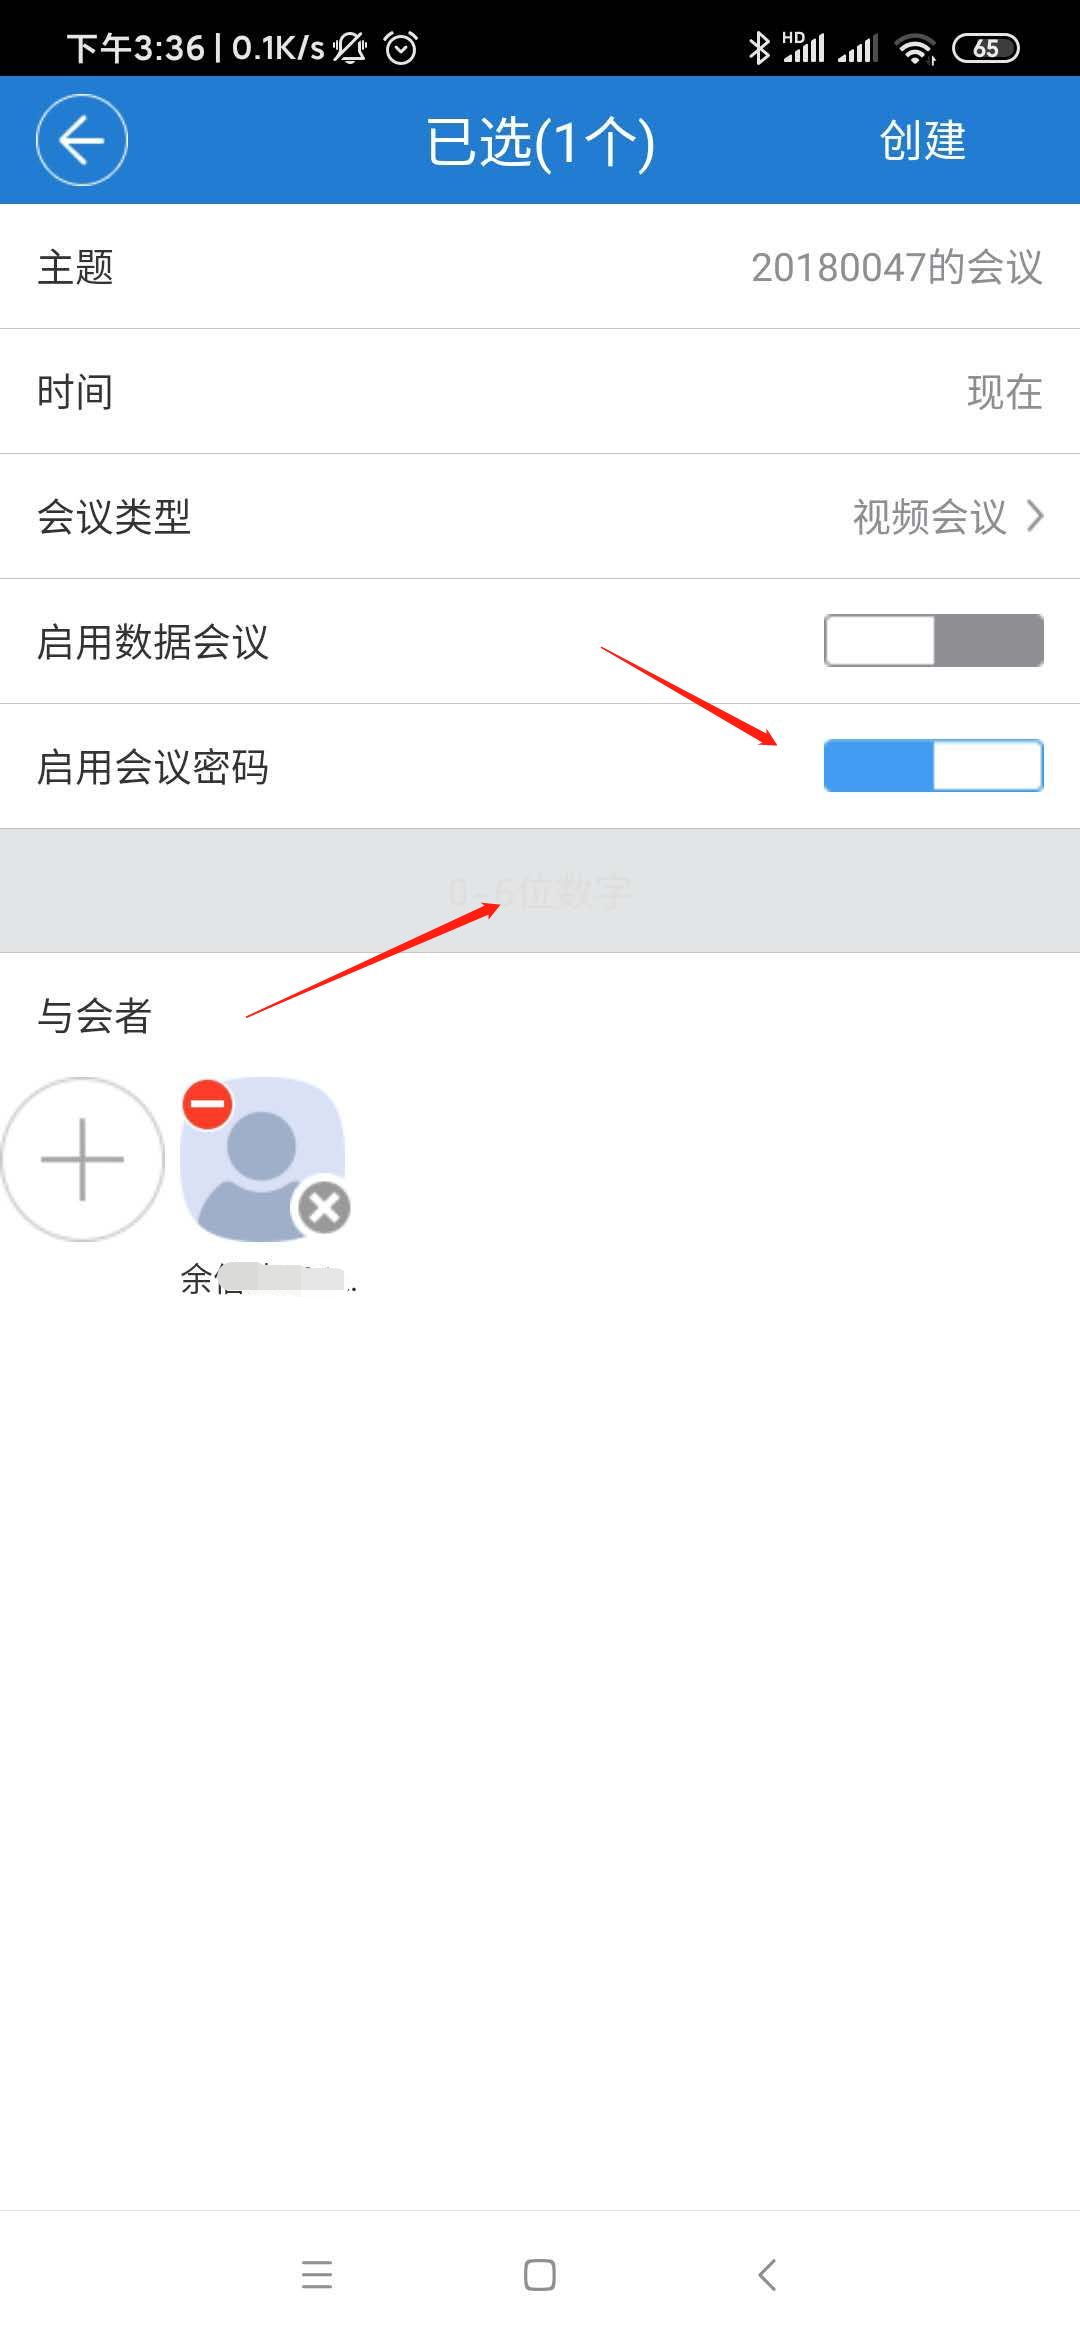 下午3:36 | 0.1K/s
HD
65
已选(1个)
创建
主题
20180047的会议
时间
现在
会议类型
视频会议
启用数据会议
启用会议密码
0-6位数字
与会者
余